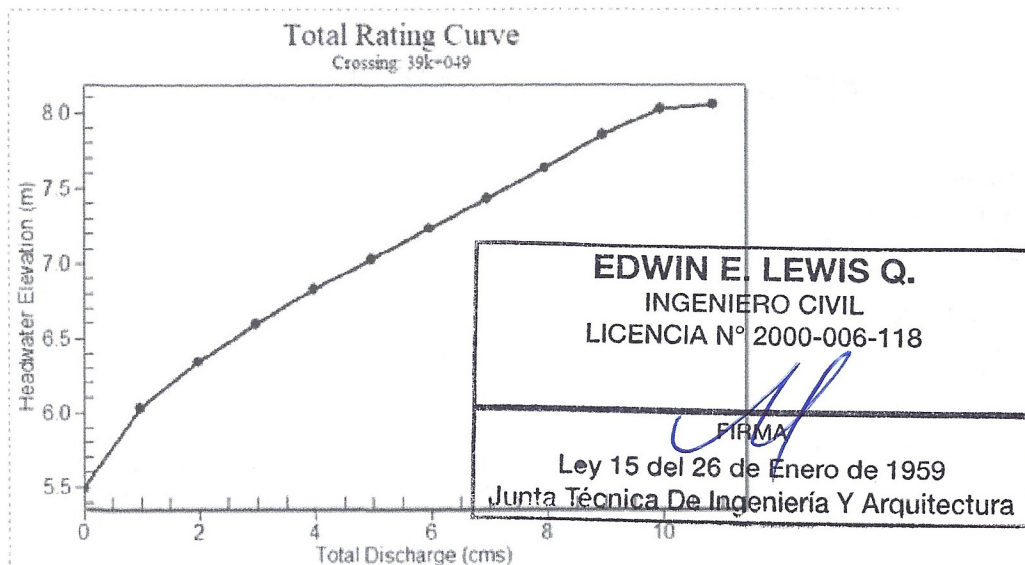 Total Rating Curve
Crossing: 39k+049
Headwater Elevation (m)
8.0
7.5
7.0
6.5
6.0
5.5
0
2
4
6
8
10
Total Discharge (cms)
EDWIN E. LEWIS Q.
INGENIERO CIVIL
LICENCIA N° 2000-006-118
FIRMA
Ley 15 del 26 de Enero de 1959
Junta Técnica De Ingeniería Y Arquitectura